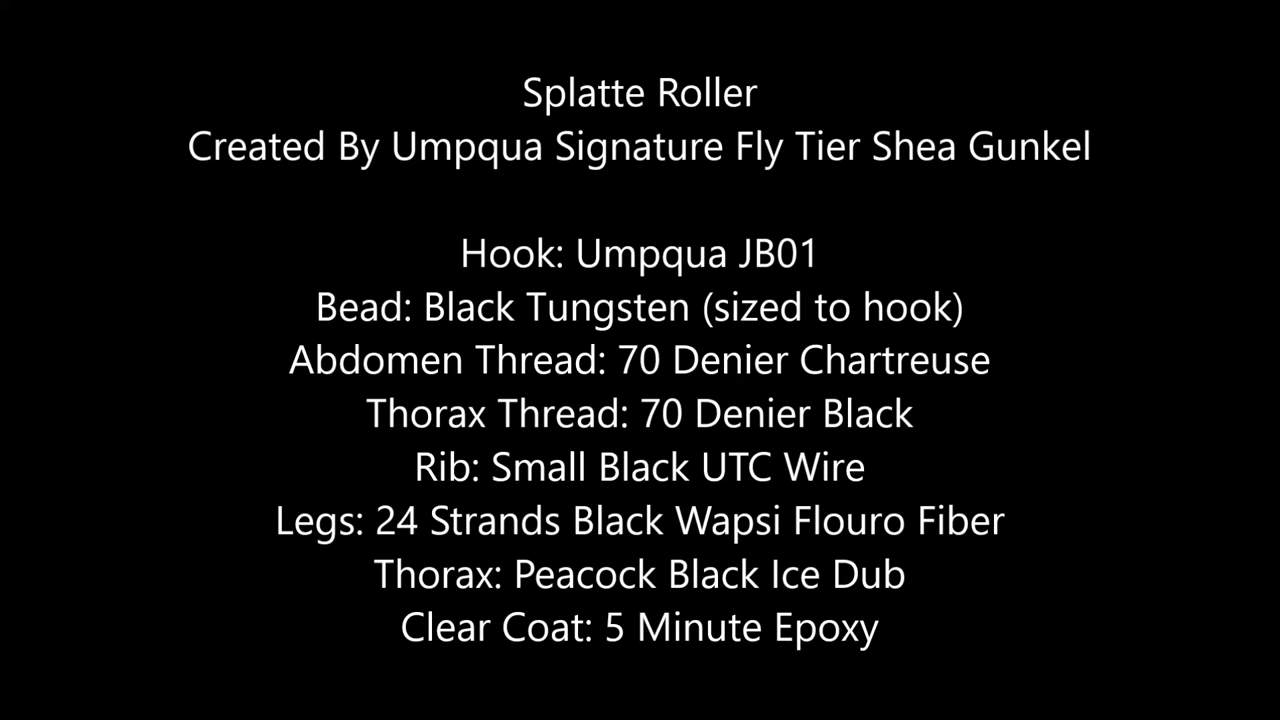 Splatte Roller
Created By Umpqua Signature Fly Tier Shea Gunkel
Hook: Umpqua JB01
Bead: Black Tungsten (sized to hook)
Abdomen Thread: 70 Denier Chartreuse
Thorax Thread: 70 Denier Black
Rib: Small Black UTC Wire
Legs: 24 Strands Black Wapsi Flouro Fiber
Thorax: Peacock Black Ice Dub
Clear Coat: 5 Minute Epoxy